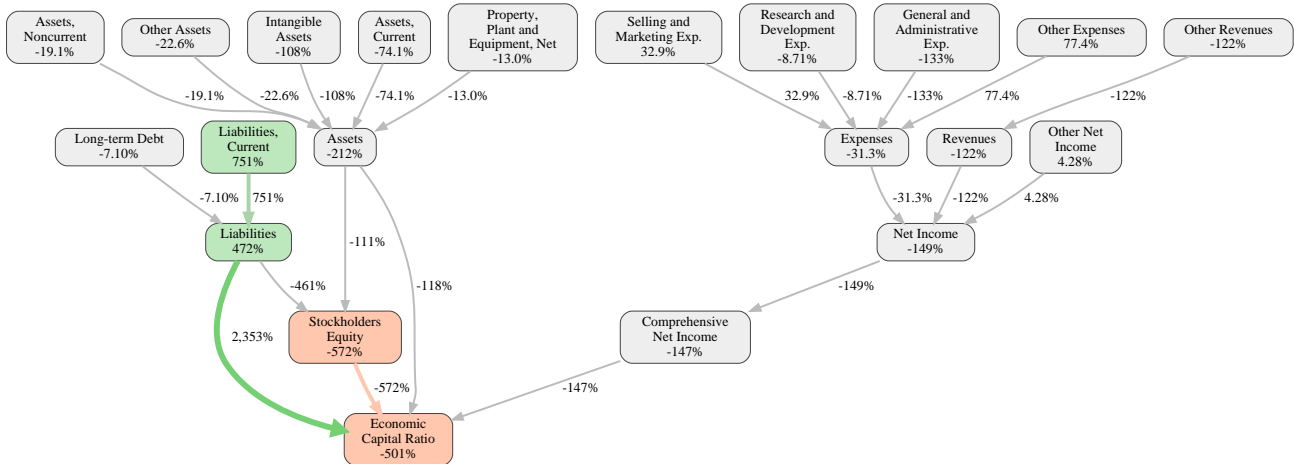 Assets,
Noncurrent
-19.1%
Other Assets
-22.6%
Intangible
Assets
-108%
Assets,
Current
-74.1%
Property,
Plant and
Equipment, Net
-13.0%
Selling and
Marketing Exp.
32.9%
Research and
Development
Exp.
-8.71%
General and
Administrative
Exp.
-133%
Other Expenses
77.4%
Other Revenues
-122%
-19.1%
-22.6%
-108%
-74.1%
-13.0%
32.9%
-8.71%
-133%
77.4%
-122%
Long-term Debt
-7.10%
Liabilities,
Current
751%
Assets
-212%
Expenses
-31.3%
Revenues
-122%
Other Net
Income
4.28%
-7.10%
751%
-31.3%
-122%
4.28%
Liabilities
472%
-111%
Net Income
-149%
-461%
-118%
-149%
2,353%
Stockholders
Equity
-572%
Comprehensive
Net Income
-147%
-572%
-147%
Economic
Capital Ratio
-501%